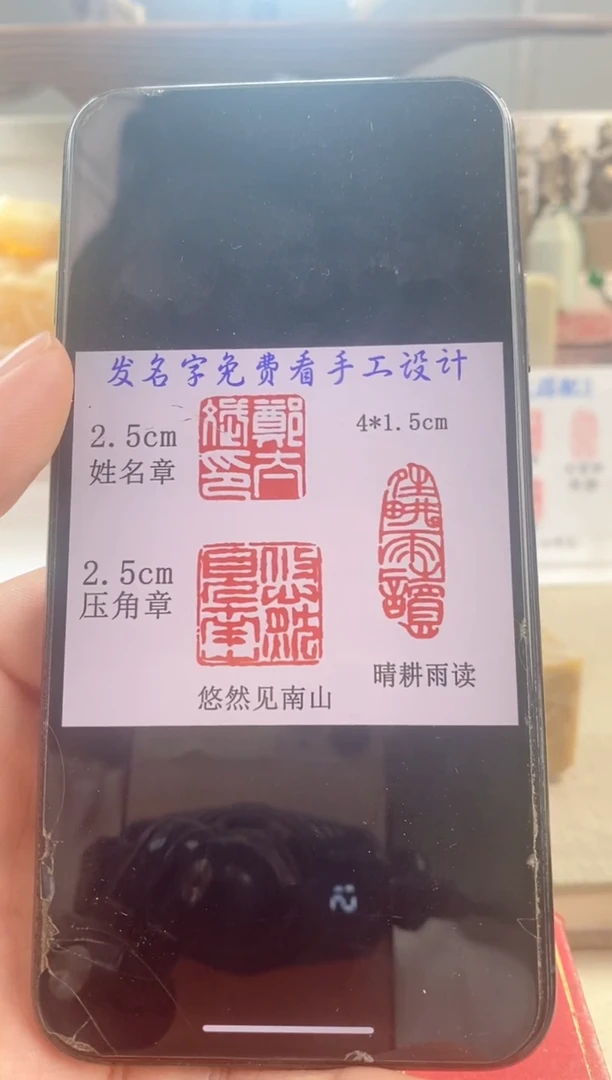 发名字免费看手工设计
2.5cm
姓名章
4*1.5cm
2.5cm
压角章
悠然见南山
晴耕雨读